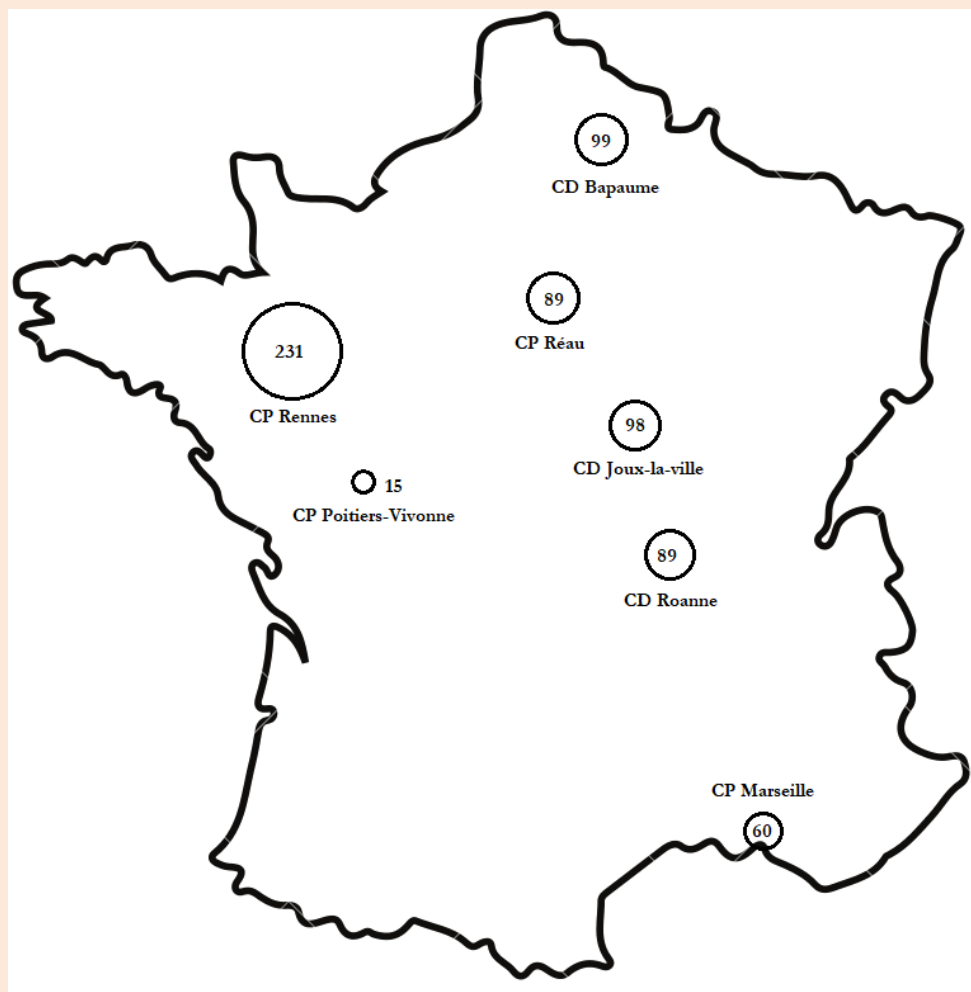 99
CD Bapaume
89
CP Réau
231
CP Rennes
98
CD Joux-la-ville
15
CP Poitiers-Vivonne
89
CD Roanne
CP Marseille
60